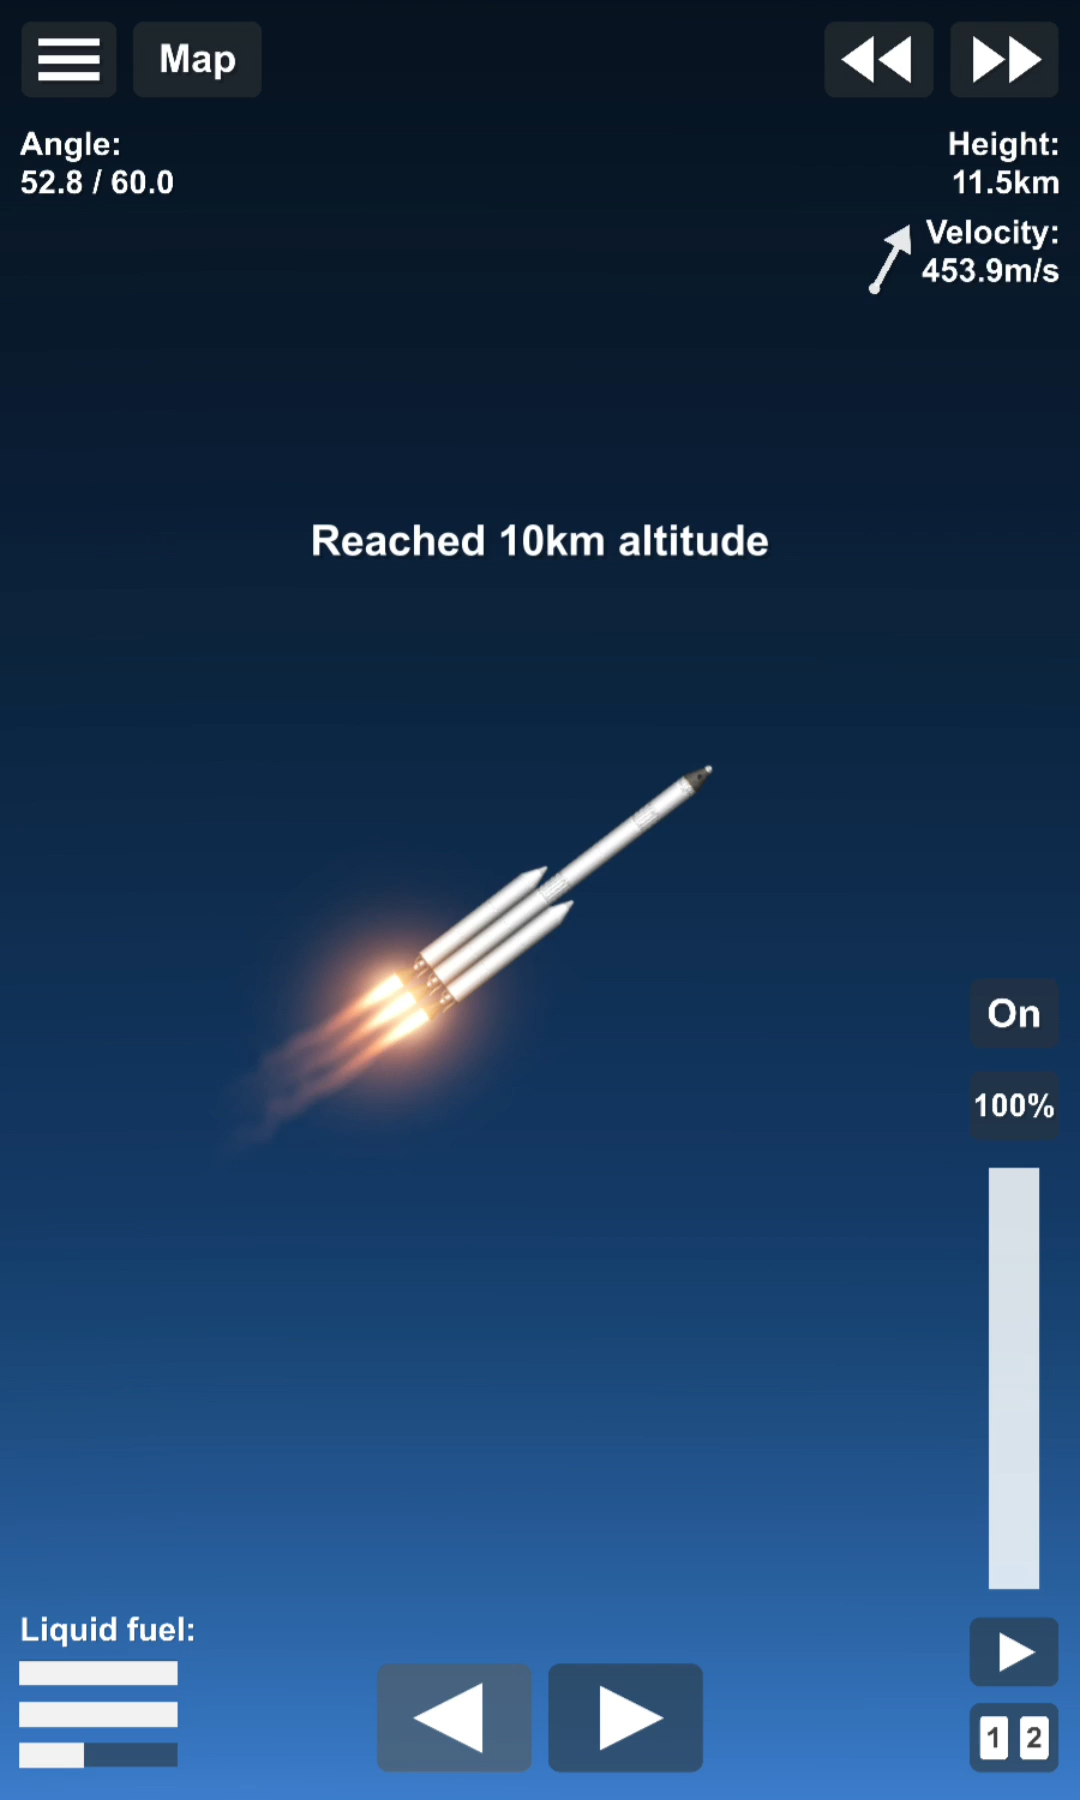 Map
Angle:
52.8 / 60.0
Height:
11.5km
Velocity:
453.9m/s
Reached 10km altitude
On
100%
Liquid fuel:
1 2